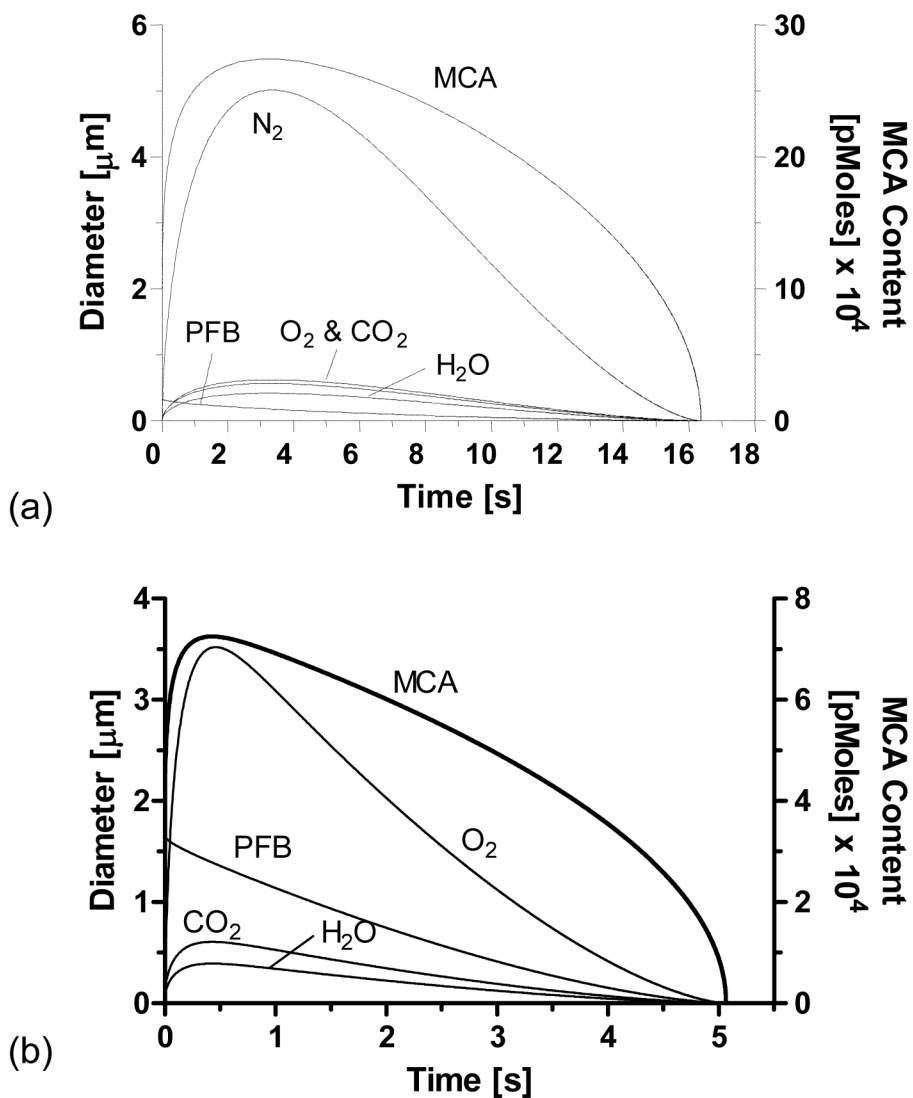 6
30
MCA
N2
4
20
Diameter [μm]
MCA Content
[pMoles] x 10^4
2
10
PFB
O2 & CO2
H2O
0
0
0 2 4 6 8 10 12 14 16 18
Time [s]
(a)
4
8
MCA
3
6
Diameter [μm]
MCA Content
[pMoles] x 10^4
2
4
PFB
O2
1
2
CO2
H2O
0
0
0 1 2 3 4 5
Time [s]
(b)